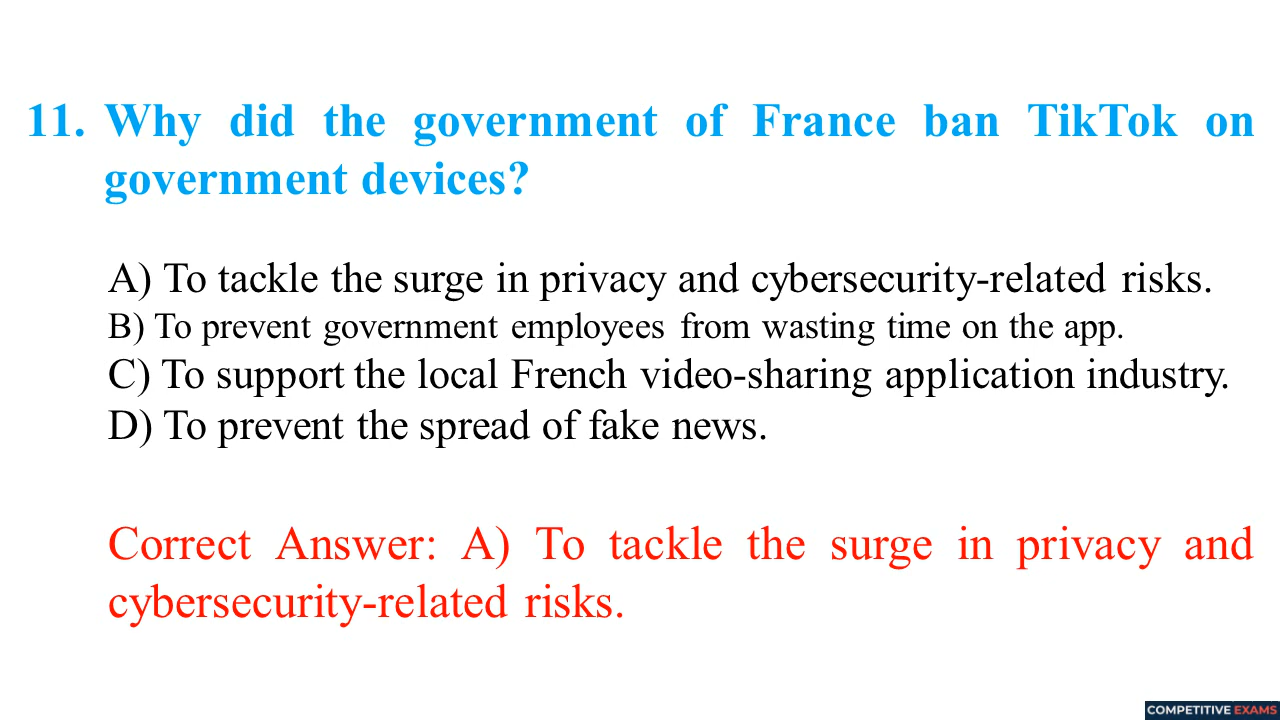 11. Why did the government of France ban TikTok on
government devices?
A) To tackle the surge in privacy and cybersecurity-related risks.
B) To prevent government employees from wasting time on the app.
C) To support the local French video-sharing application industry.
D) To prevent the spread of fake news.
Correct Answer: A) To tackle the surge in privacy and
cybersecurity-related risks.
COMPETITIVE EXAMS